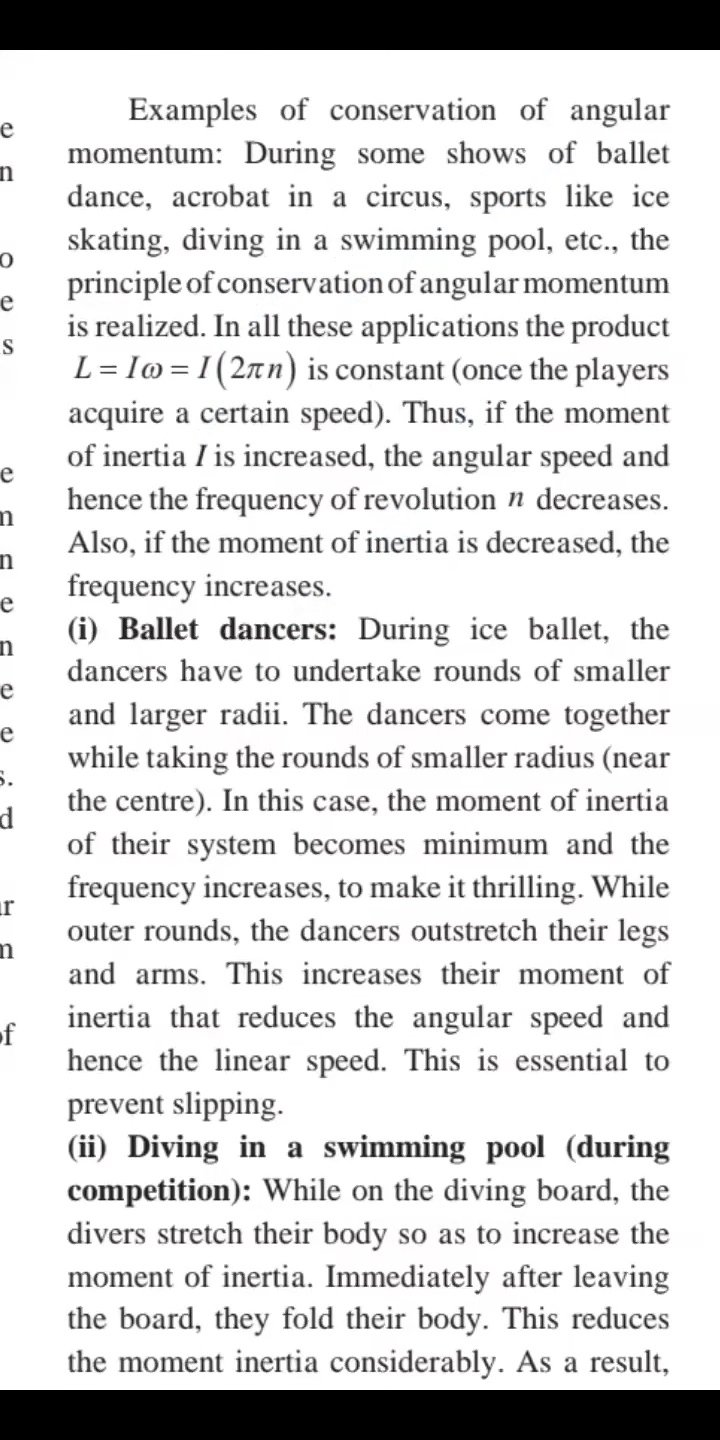 Examples of conservation of angular
momentum: During some shows of ballet
dance, acrobat in a circus, sports like ice
skating, diving in a swimming pool, etc., the
principle of conservation of angular momentum
is realized. In all these applications the product
L = Iω = I(2πn) is constant (once the players
acquire a certain speed). Thus, if the moment
of inertia I is increased, the angular speed and
hence the frequency of revolution n decreases.
Also, if the moment of inertia is decreased, the
frequency increases.
(i) Ballet dancers: During ice ballet, the
dancers have to undertake rounds of smaller
and larger radii. The dancers come together
while taking the rounds of smaller radius (near
the centre). In this case, the moment of inertia
of their system becomes minimum and the
frequency increases, to make it thrilling. While
outer rounds, the dancers outstretch their legs
and arms. This increases their moment of
inertia that reduces the angular speed and
hence the linear speed. This is essential to
prevent slipping.
(ii) Diving in a swimming pool (during
competition): While on the diving board, the
divers stretch their body so as to increase the
moment of inertia. Immediately after leaving
the board, they fold their body. This reduces
the moment inertia considerably. As a result,